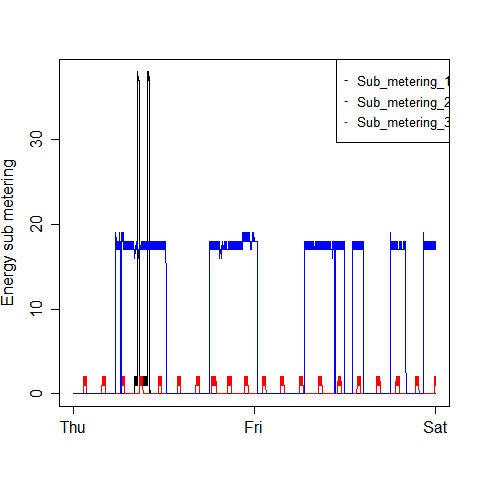 Sub_metering_1
Sub_metering_2
Sub_metering_3
Energy sub metering
30
20
10
0
Thu Fri Sat